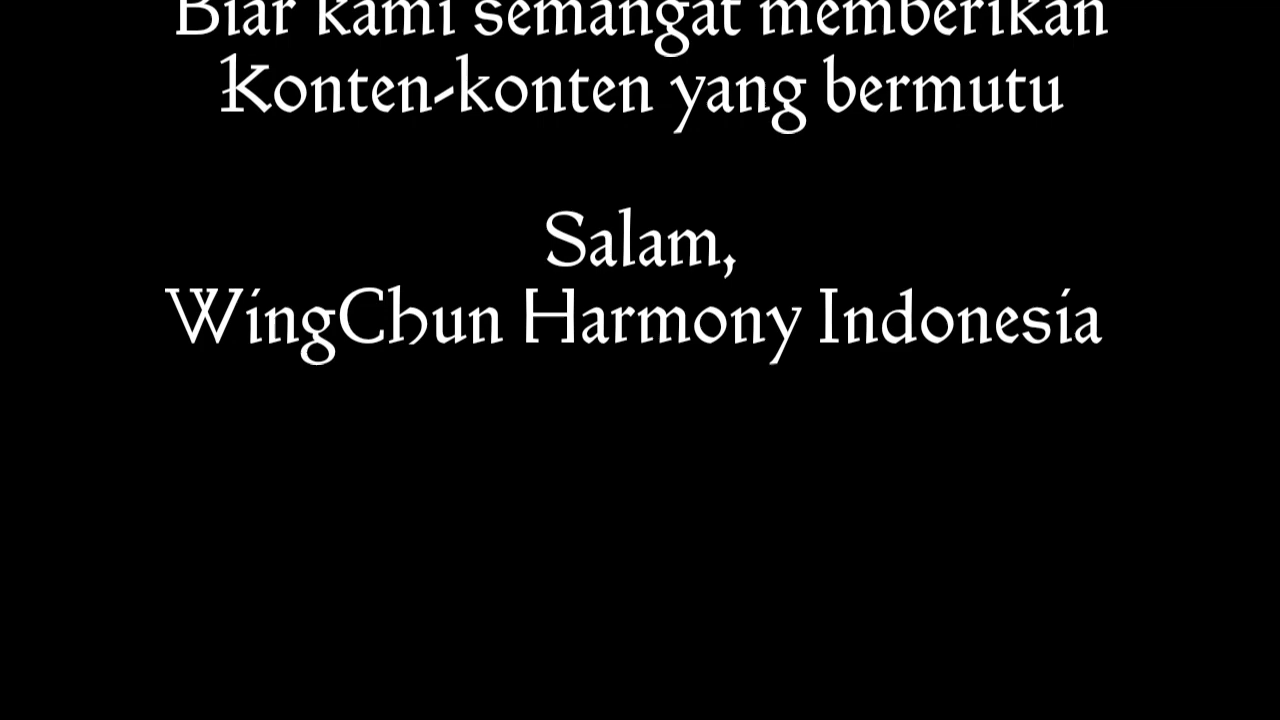 Biar kami semangat memberikan
Konten-konten yang bermutu
Salam,
WingChun Harmony Indonesia